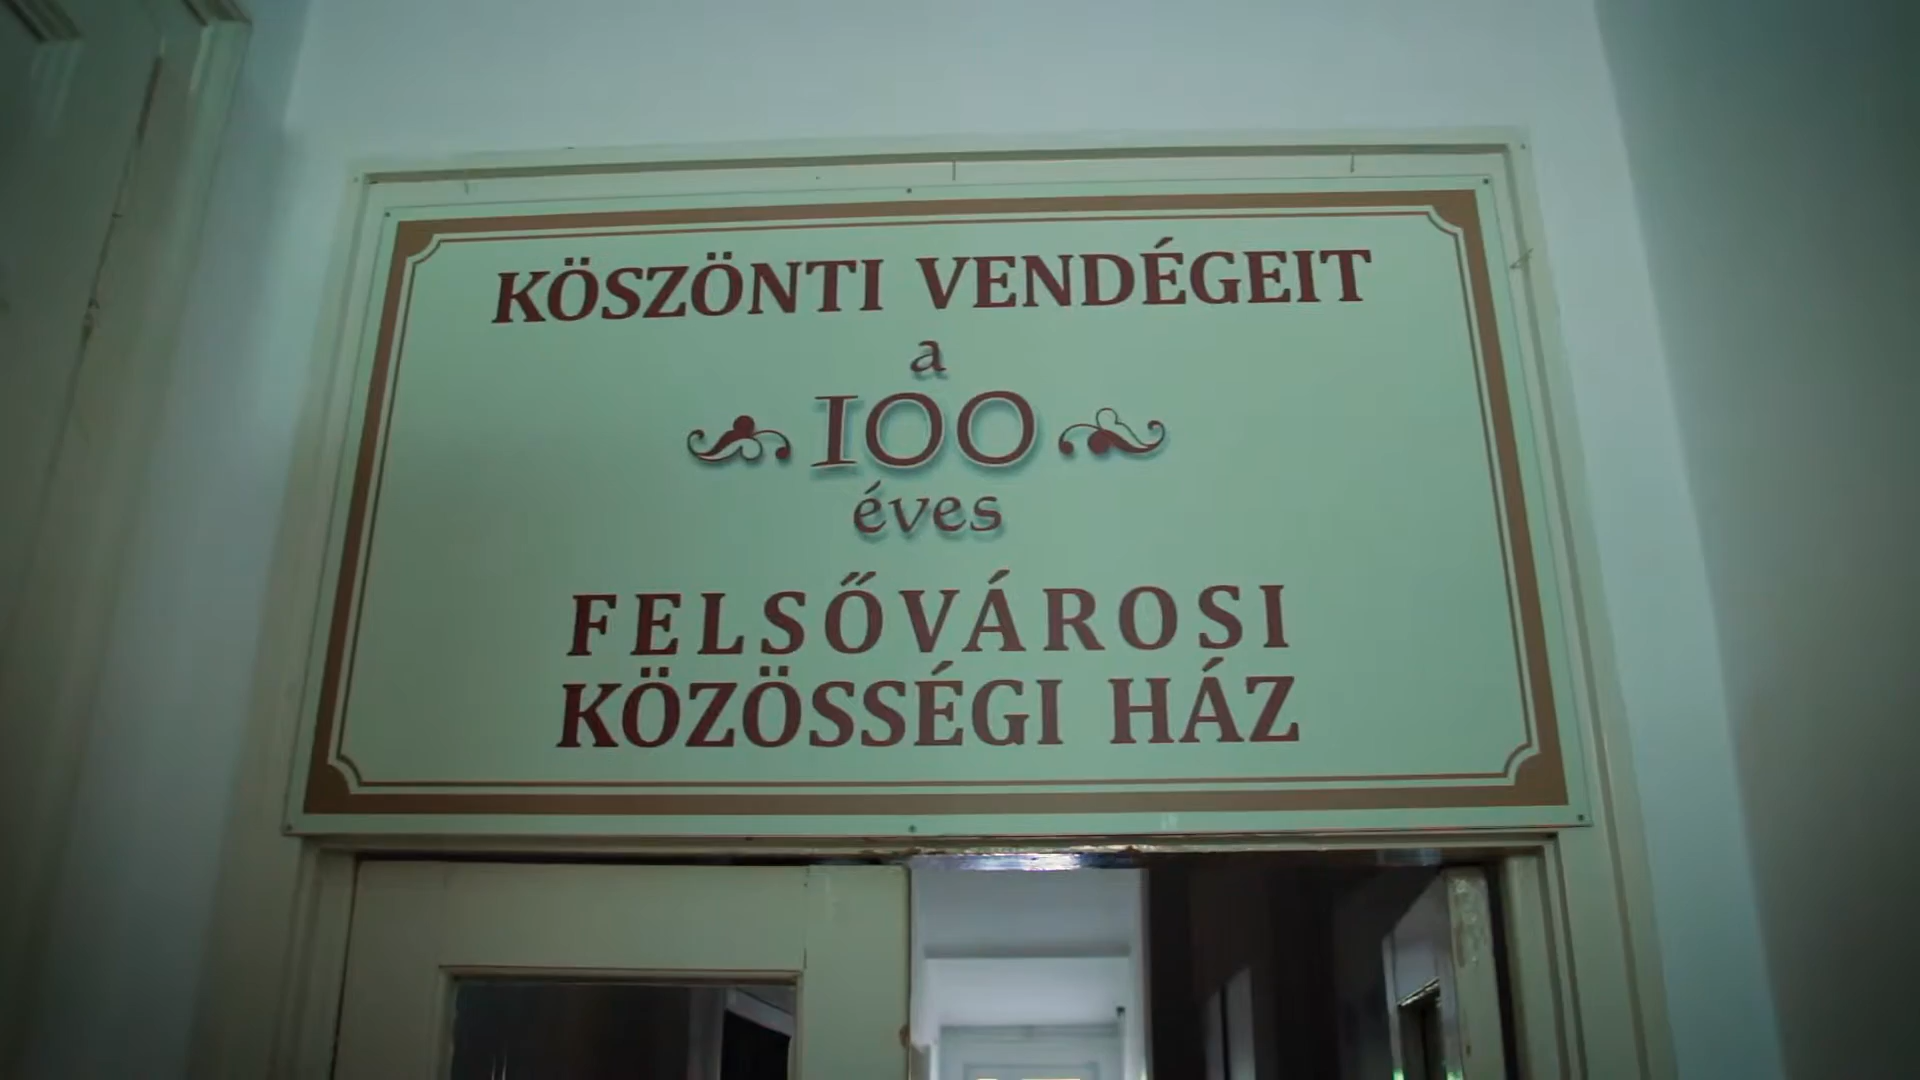 KÖSZÖNTI VENDÉGEIT
a
100
éves
FELSŐVÁROSI
KÖZÖSSÉGI HÁZ